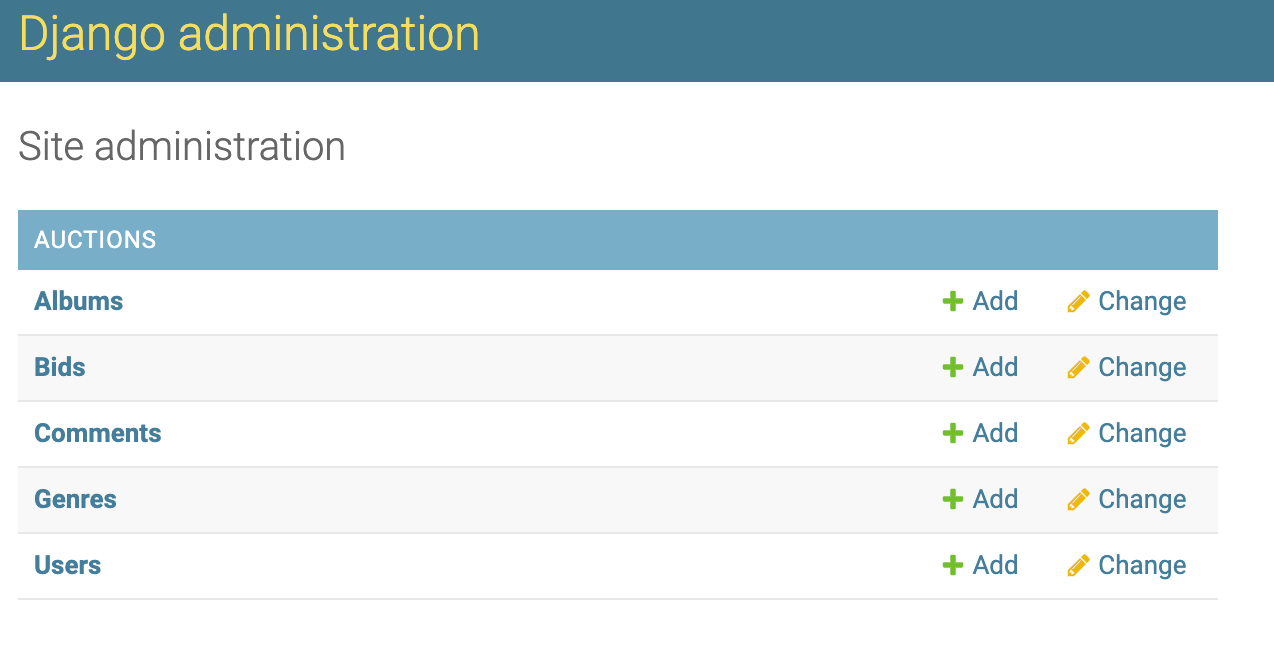 Django administration
Site administration
AUCTIONS
Albums Add Change
Bids Add Change
Comments Add Change
Genres Add Change
Users Add Change